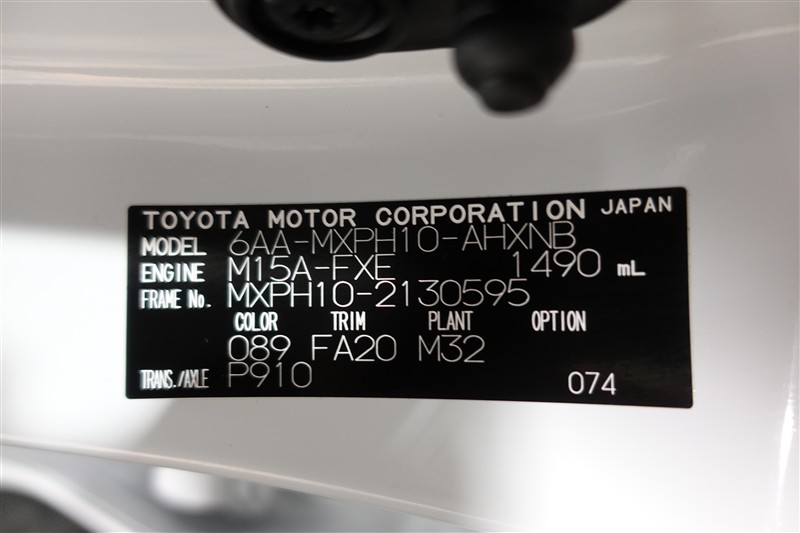 TOYOTA MOTOR CORPORATION JAPAN
MODEL 6AA-MXPH10-AHXNB
ENGINE M15A-FXE 1490 mL
FRAME No. MXPH10-2130595
COLOR TRIM PLANT OPTION
089 FA20 M32
TRANS./AXLE P910 074